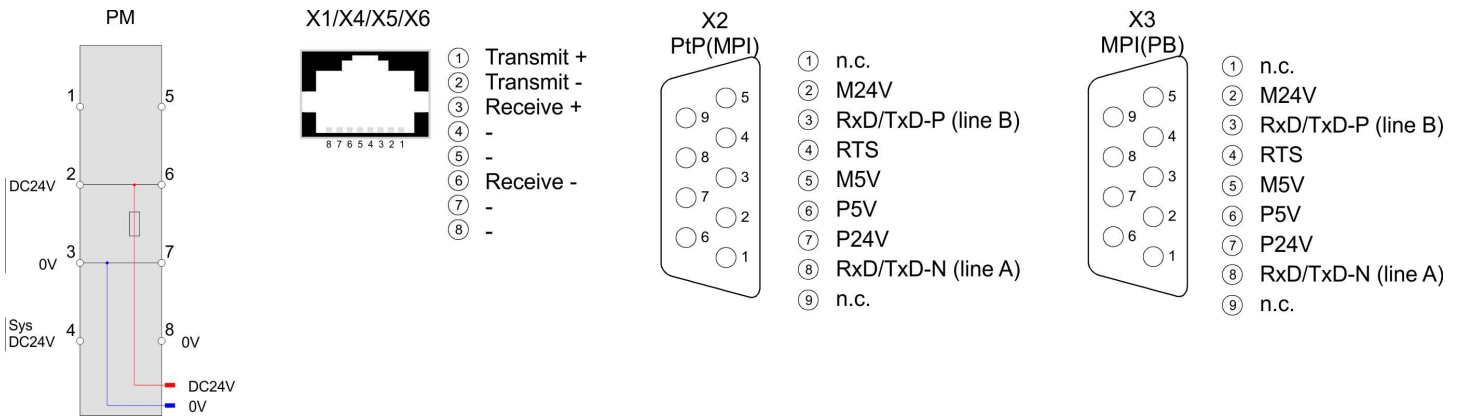 PM
1
5
2
6
DC24V
3
7
0V
Sys
DC24V
4
8
0V
DC24V
0V
X1/X4/X5/X6
8 7 6 5 4 3 2 1
1 Transmit +
2 Transmit -
3 Receive +
4 -
5 -
6 Receive -
7 -
8 -
X2
PtP(MPI)
5
9
4
8
3
7
2
6
1
1 n.c.
2 M24V
3 RxD/TxD-P (line B)
4 RTS
5 M5V
6 P5V
7 P24V
8 RxD/TxD-N (line A)
9 n.c.
X3
MPI(PB)
5
9
4
8
3
7
2
6
1
1 n.c.
2 M24V
3 RxD/TxD-P (line B)
4 RTS
5 M5V
6 P5V
7 P24V
8 RxD/TxD-N (line A)
9 n.c.